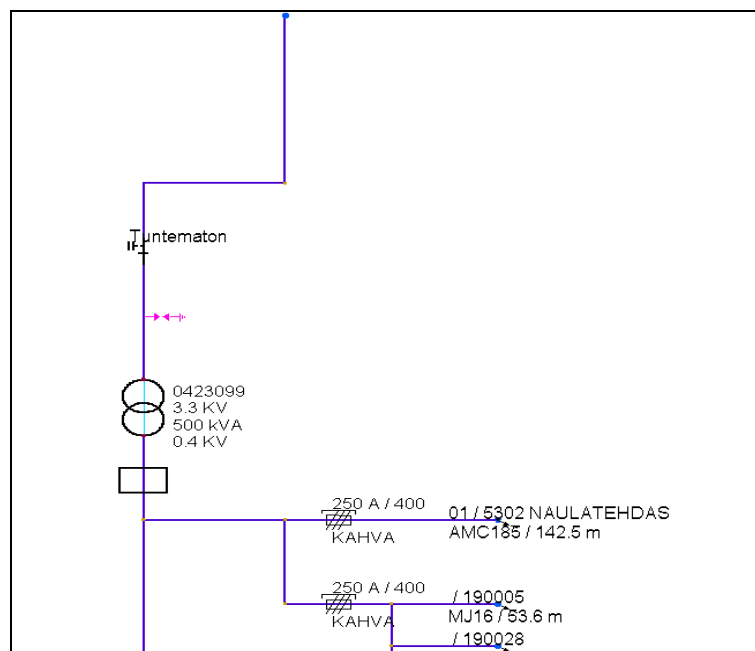 Tuntematon
0423099
3.3 KV
500 kVA
0.4 KV
250 A / 400
KAHVA
01 / 5302 NAULATEHDAS
AMC185 / 142.5 m
250 A / 400
KAHVA
/ 190005
MJ16 / 53.6 m
/ 190028